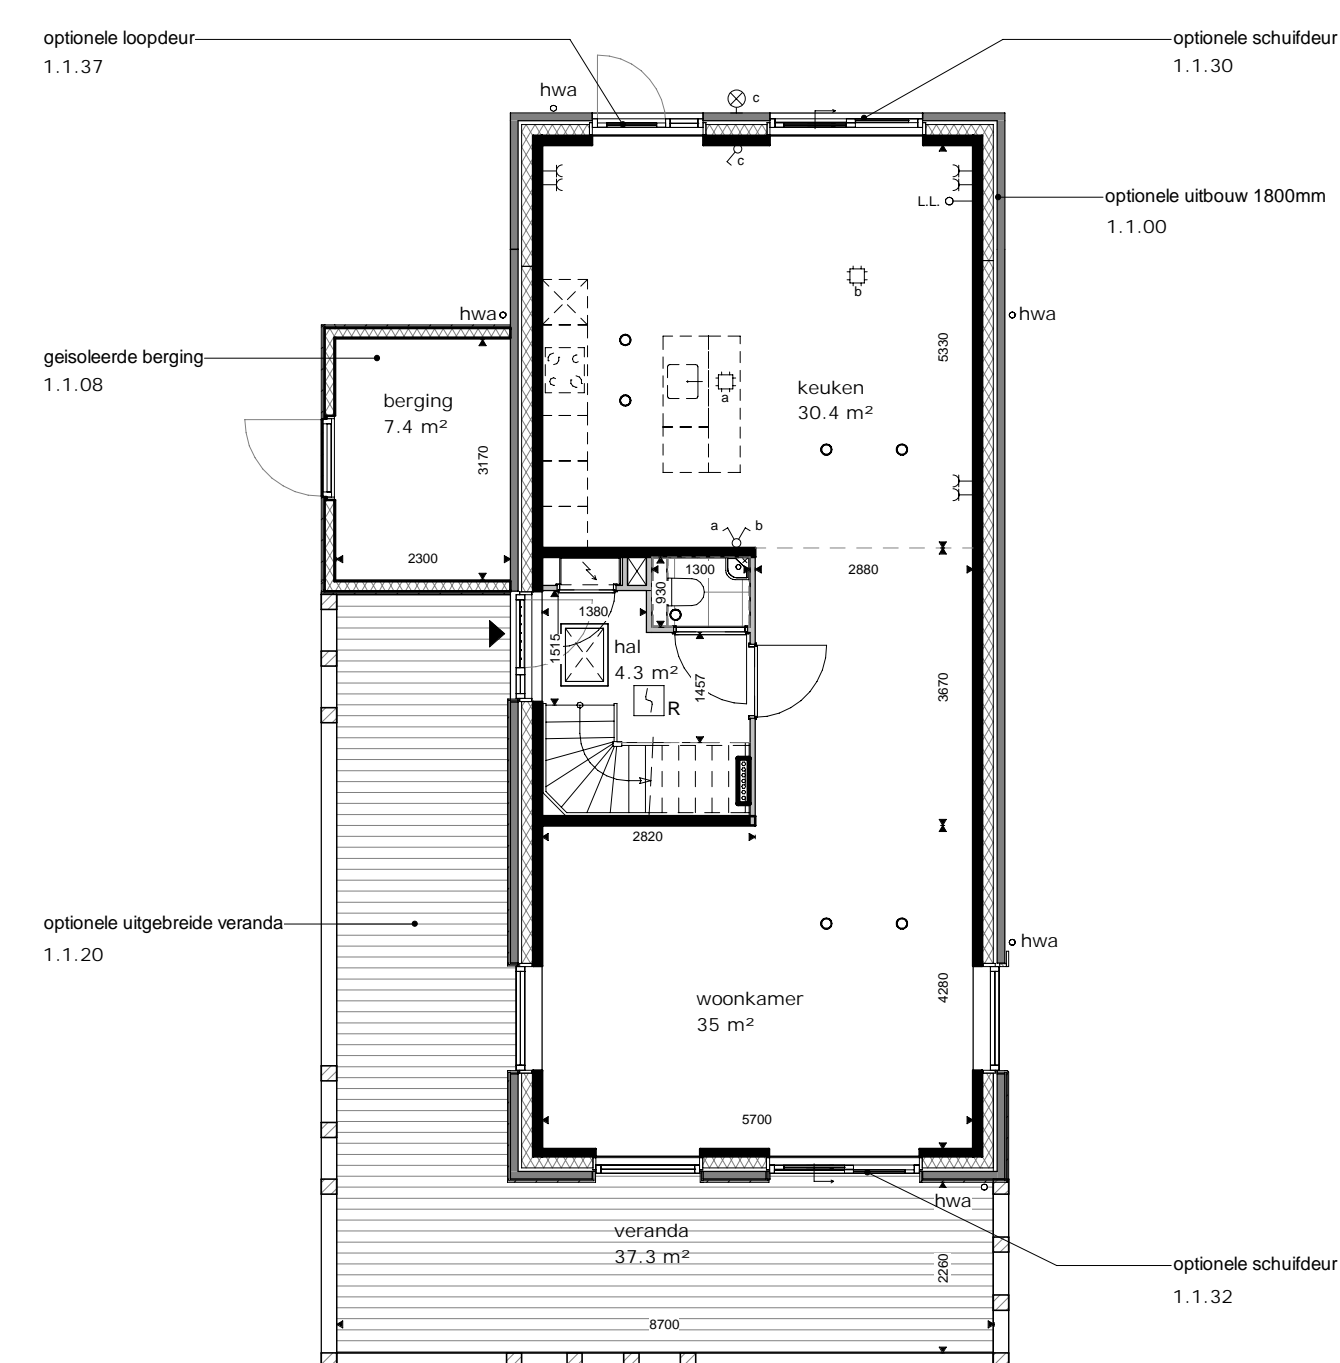 optionele loopdeur
1.1.37
optionele schuifdeur
1.1.30
hwa
c
c
optionele uitbouw 1800mm
1.1.00
L.L.
b
hwa
hwa
geisoleerde berging
1.1.08
berging
7.4 m²
3170
2300
5330
keuken
30.4 m²
a
a
b
1300
2880
930
1380
1515
hal
4.3 m²
1457
R
3670
2820
optionele uitgebreide veranda
1.1.20
hwa
woonkamer
35 m²
4280
5700
hwa
veranda
37.3 m²
2260
optionele schuifdeur
1.1.32
8700